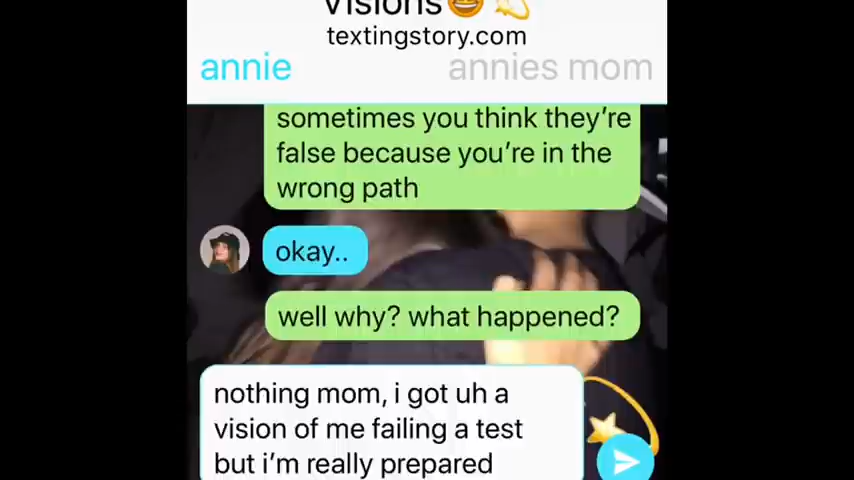 Visions🤩💫
textingstory.com
annie
annies mom
sometimes you think they're
false because you're in the
wrong path
okay..
well why? what happened?
nothing mom, i got uh a
vision of me failing a test
but i'm really prepared